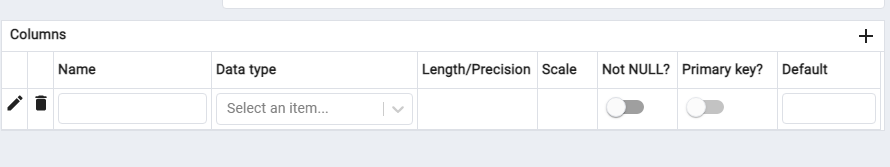 Columns
Name Data type Length/Precision Scale Not NULL? Primary key? Default
Select an item...